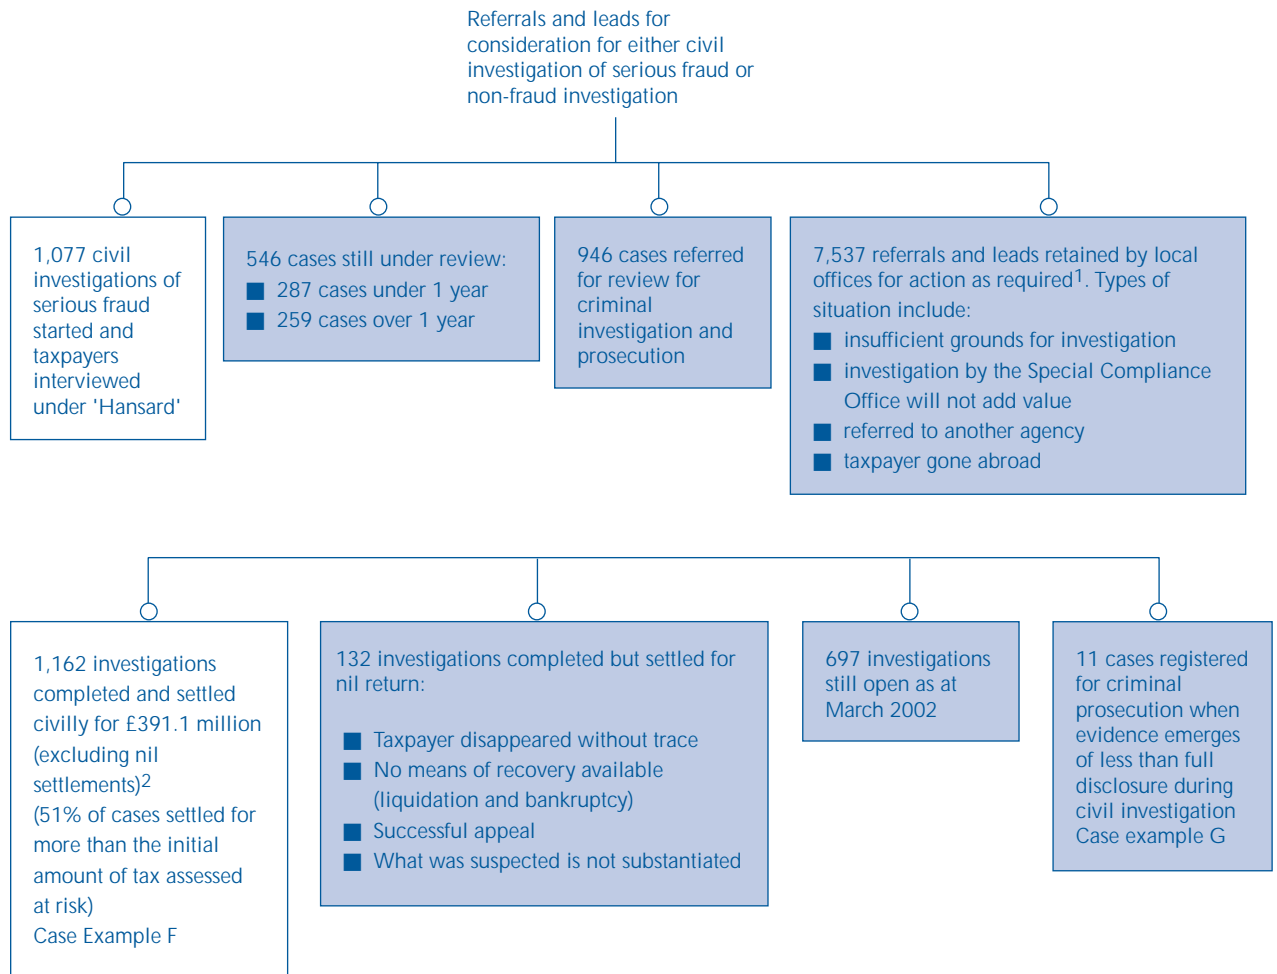 Referrals and leads for
consideration for either civil
investigation of serious fraud or
non-fraud investigation
1,077 civil
investigations of
serious fraud
started and
taxpayers
interviewed
under 'Hansard'
546 cases still under review:
■ 287 cases under 1 year
■ 259 cases over 1 year
946 cases referred
for review for
criminal
investigation and
prosecution
7,537 referrals and leads retained by local
offices for action as required1. Types of
situation include:
■ insufficient grounds for investigation
■ investigation by the Special Compliance
Office will not add value
■ referred to another agency
■ taxpayer gone abroad
1,162 investigations
completed and settled
civilly for £391.1 million
(excluding nil
settlements)2
(51% of cases settled for
more than the initial
amount of tax assessed
at risk)
Case Example F
132 investigations completed but settled for
nil return:
■ Taxpayer disappeared without trace
■ No means of recovery available
(liquidation and bankruptcy)
■ Successful appeal
■ What was suspected is not substantiated
697 investigations
still open as at
March 2002
11 cases registered
for criminal
prosecution when
evidence emerges
of less than full
disclosure during
civil investigation
Case example G